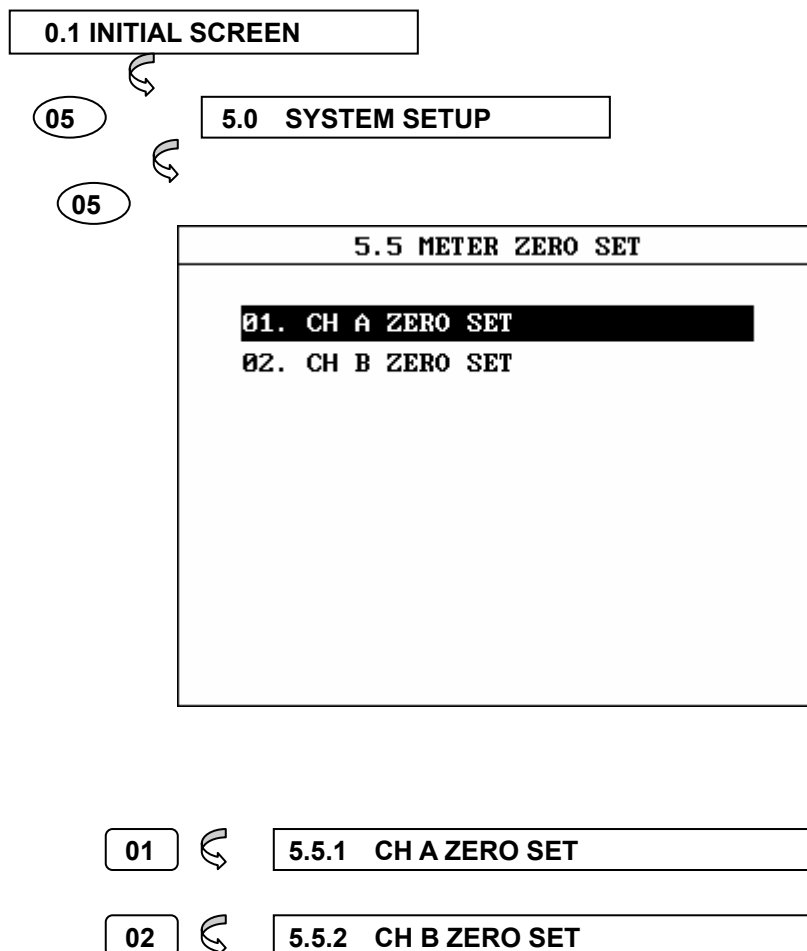 0.1 INITIAL SCREEN
05 5.0 SYSTEM SETUP
05
5.5 METER ZERO SET
01. CH A ZERO SET
02. CH B ZERO SET
01 5.5.1 CH A ZERO SET
02 5.5.2 CH B ZERO SET